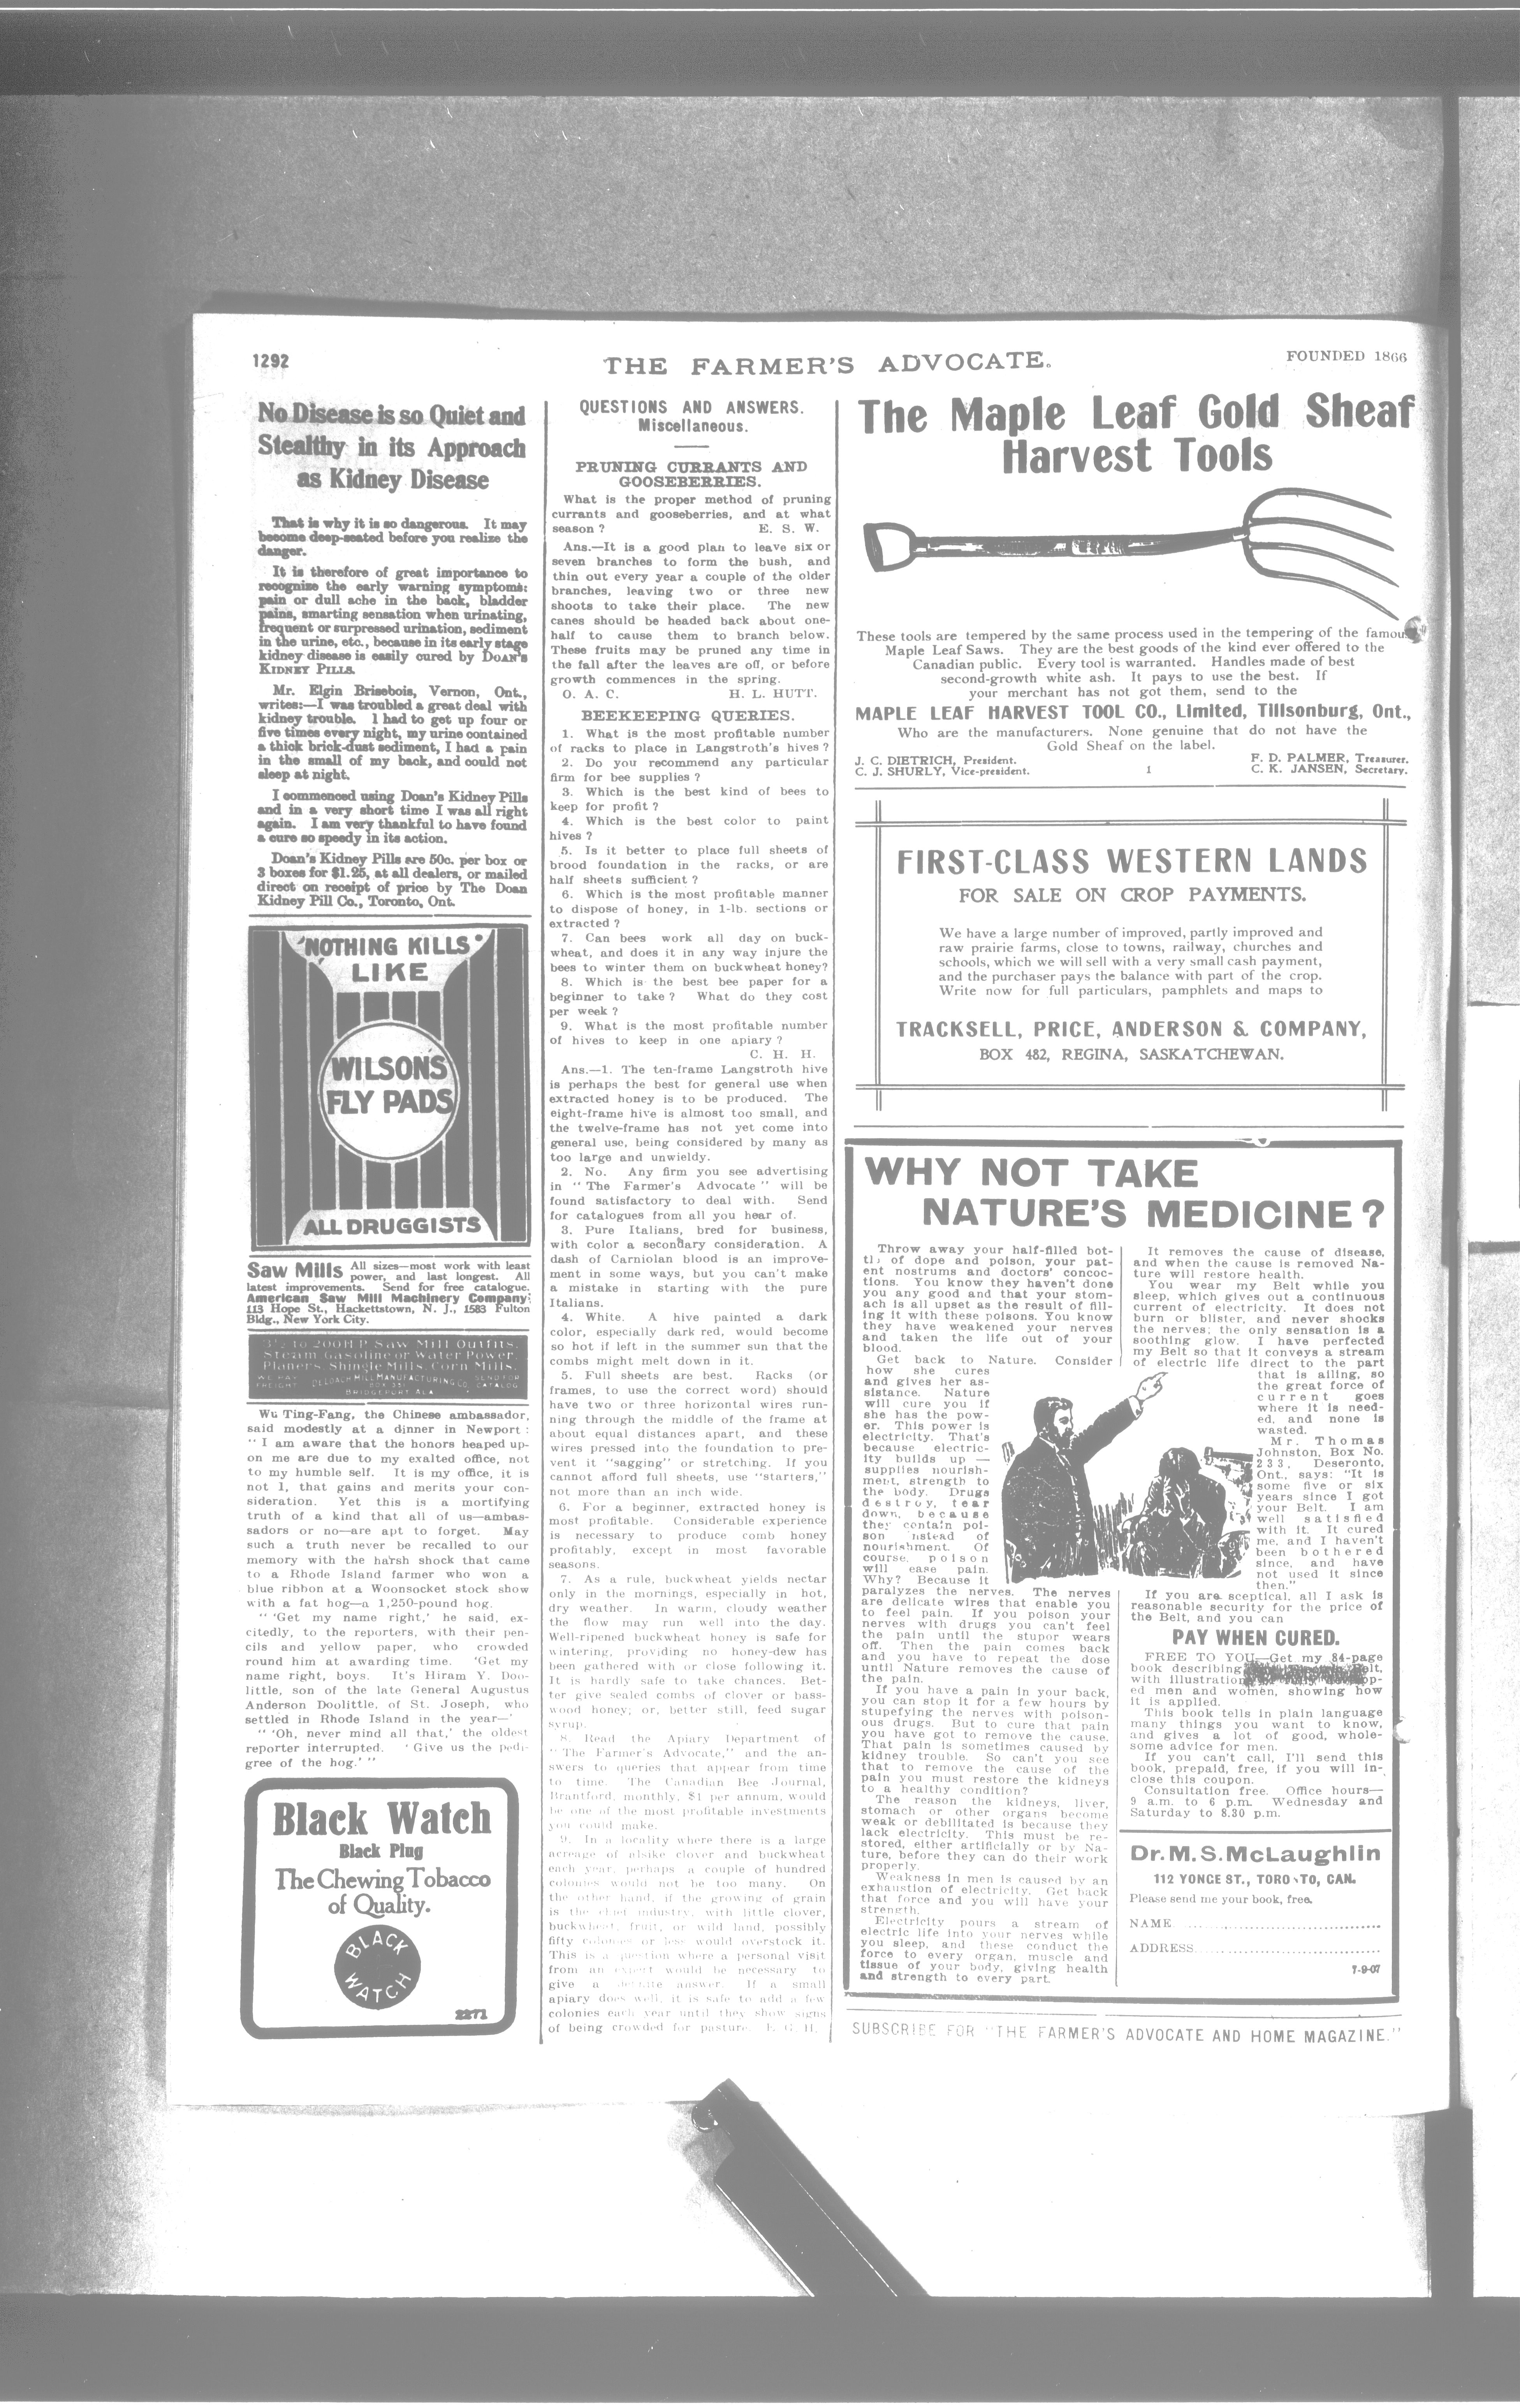 1292
THE FARMER'S ADVOCATE.
FOUNDED 1866
No Disease is so Quiet and
Stealthy in its Approach
as Kidney Disease
That is why it is so dangerous. It may
become deep-seated before you realize the
danger.
It is therefore of great importance to
recognize the early warning symptoms:
pain or dull ache in the back, bladder
pains, smarting sensation when urinating,
frequent or surpressed urination, sediment
in the urine, etc., because in its early stage
kidney disease is easily cured by DOAN'S
KIDNEY PILLS.
Mr. Elgin Brisebois, Vernon, Ont.,
writes:—I was troubled a great deal with
kidney trouble. I had to get up four or
five times every night, my urine contained
a thick brick-dust sediment, I had a pain
in the small of my back, and could not
sleep at night.
I commenced using Doan's Kidney Pills
and in a very short time I was all right
again. I am very thankful to have found
a cure so speedy in its action.
Doan's Kidney Pills are 50c. per box or
3 boxes for $1.25, at all dealers, or mailed
direct on receipt of price by The Doan
Kidney Pill Co., Toronto, Ont.
"NOTHING KILLS
LIKE
WILSON'S
FLY PADS
ALL DRUGGISTS
Saw Mills All sizes—most work with least
power, and last longest. All
latest improvements. Send for free catalogue.
American Saw Mill Machinery Company,
113 Hope St., Hackettstown, N. J., 1583 Fulton
Bldg., New York City.
3½ to 200 H P Saw Mill Outfits,
Steam Gasoline or Water Power,
Planers, Shingle Mills, Corn Mills.
WE PAY FREIGHT
DELOACH MILL MANUFACTURING CO.
BOX 351
BRIDGEPORT ALA
SEND FOR CATALOG
Wu Ting-Fang, the Chinese ambassador,
said modestly at a dinner in Newport :
" I am aware that the honors heaped up-
on me are due to my exalted office, not
to my humble self. It is my office, it is
not I, that gains and merits your con-
sideration. Yet this is a mortifying
truth of a kind that all of us—ambas-
sadors or no—are apt to forget. May
such a truth never be recalled to our
memory with the harsh shock that came
to a Rhode Island farmer who won a
blue ribbon at a Woonsocket stock show
with a fat hog—a 1,250-pound hog.
" 'Get my name right,' he said, ex-
citedly, to the reporters, with their pen-
cils and yellow paper, who crowded
round him at awarding time. 'Get my
name right, boys. It's Hiram Y. Doo-
little, son of the late General Augustus
Anderson Doolittle, of St. Joseph, who
settled in Rhode Island in the year—'
" 'Oh, never mind all that,' the oldest
reporter interrupted. ' Give us the pedi-
gree of the hog.' "
Black Watch
Black Plug
The Chewing Tobacco
of Quality.
BLACK
WATCH
2271
QUESTIONS AND ANSWERS.
Miscellaneous.
PRUNING CURRANTS AND
GOOSEBERRIES.
What is the proper method of pruning
currants and gooseberries, and at what
season ? E. S. W.
Ans.—It is a good plan to leave six or
seven branches to form the bush, and
thin out every year a couple of the older
branches, leaving two or three new
shoots to take their place. The new
canes should be headed back about one-
half to cause them to branch below.
These fruits may be pruned any time in
the fall after the leaves are off, or before
growth commences in the spring.
O. A. C. H. L. HUTT.
BEEKEEPING QUERIES.
1. What is the most profitable number
of racks to place in Langstroth's hives ?
2. Do you recommend any particular
firm for bee supplies ?
3. Which is the best kind of bees to
keep for profit ?
4. Which is the best color to paint
hives ?
5. Is it better to place full sheets of
brood foundation in the racks, or are
half sheets sufficient ?
6. Which is the most profitable manner
to dispose of honey, in 1-lb. sections or
extracted ?
7. Can bees work all day on buck-
wheat, and does it in any way injure the
bees to winter them on buckwheat honey?
8. Which is the best bee paper for a
beginner to take ? What do they cost
per week ?
9. What is the most profitable number
of hives to keep in one apiary ?
C. H. H.
Ans.—1. The ten-frame Langstroth hive
is perhaps the best for general use when
extracted honey is to be produced. The
eight-frame hive is almost too small, and
the twelve-frame has not yet come into
general use, being considered by many as
too large and unwieldy.
2. No. Any firm you see advertising
in " The Farmer's Advocate " will be
found satisfactory to deal with. Send
for catalogues from all you hear of.
3. Pure Italians, bred for business,
with color a secondary consideration. A
dash of Carniolan blood is an improve-
ment in some ways, but you can't make
a mistake in starting with the pure
Italians.
4. White. A hive painted a dark
color, especially dark red, would become
so hot if left in the summer sun that the
combs might melt down in it.
5. Full sheets are best. Racks (or
frames, to use the correct word) should
have two or three horizontal wires run-
ning through the middle of the frame at
about equal distances apart, and these
wires pressed into the foundation to pre-
vent it "sagging" or stretching. If you
cannot afford full sheets, use "starters,"
not more than an inch wide.
6. For a beginner, extracted honey is
most profitable. Considerable experience
is necessary to produce comb honey
profitably, except in most favorable
seasons.
7. As a rule, buckwheat yields nectar
only in the mornings, especially in hot,
dry weather. In warm, cloudy weather
the flow may run well into the day.
Well-ripened buckwheat honey is safe for
wintering, providing no honey-dew has
been gathered with or close following it.
It is hardly safe to take chances. Bet-
ter give sealed combs of clover or bass-
wood honey; or, better still, feed sugar
syrup.
8. Read the Apiary Department of
" The Farmer's Advocate," and the an-
swers to queries that appear from time
to time. The Canadian Bee Journal,
Brantford, monthly, $1 per annum, would
be one of the most profitable investments
you could make.
9. In a locality where there is a large
acreage of alsike clover and buckwheat
each year, perhaps a couple of hundred
colonies would not be too many. On
the other hand, if the growing of grain
is the chief industry, with little clover,
buckwheat, fruit, or wild land, possibly
fifty colonies or less would overstock it.
This is a question where a personal visit
from an expert would be necessary to
give a definite answer. If a small
apiary does well, it is safe to add a few
colonies each year until they show signs
of being crowded for pasture. E. G. H.
The Maple Leaf Gold Sheaf
Harvest Tools
These tools are tempered by the same process used in the tempering of the famou
Maple Leaf Saws. They are the best goods of the kind ever offered to the
Canadian public. Every tool is warranted. Handles made of best
second-growth white ash. It pays to use the best. If
your merchant has not got them, send to the
MAPLE LEAF HARVEST TOOL CO., Limited, Tillsonburg, Ont.,
Who are the manufacturers. None genuine that do not have the
Gold Sheaf on the label.
J. C. DIETRICH, President. F. D. PALMER, Treasurer.
C. J. SHURLY, Vice-president. 1 C. K. JANSEN, Secretary.
FIRST-CLASS WESTERN LANDS
FOR SALE ON CROP PAYMENTS.
We have a large number of improved, partly improved and
raw prairie farms, close to towns, railway, churches and
schools, which we will sell with a very small cash payment,
and the purchaser pays the balance with part of the crop.
Write now for full particulars, pamphlets and maps to
TRACKSELL, PRICE, ANDERSON & COMPANY,
BOX 482, REGINA, SASKATCHEWAN.
WHY NOT TAKE
NATURE'S MEDICINE ?
Throw away your half-filled bot-
tl of dope and poison, your pat-
ent nostrums and doctors' concoc-
tions. You know they haven't done
you any good and that your stom-
ach is all upset as the result of fill-
ing it with these poisons. You know
they have weakened your nerves
and taken the life out of your
blood.
Get back to Nature. Consider
how she cures
and gives her as-
sistance. Nature
will cure you if
she has the pow-
er. This power is
electricity. That's
because electric-
ity builds up —
supplies nourish-
ment, strength to
the body. Drugs
destroy, tear
down, because
they contain poi-
son nstead of
nourishment. Of
course, poison
will ease pain.
Why? Because it
paralyzes the nerves. The nerves
are delicate wires that enable you
to feel pain. If you poison your
nerves with drugs you can't feel
the pain until the stupor wears
off. Then the pain comes back
and you have to repeat the dose
until Nature removes the cause of
the pain.
If you have a pain in your back,
you can stop it for a few hours by
stupefying the nerves with poison-
ous drugs. But to cure that pain
you have got to remove the cause.
That pain is sometimes caused by
kidney trouble. So can't you see
that to remove the cause of the
pain you must restore the kidneys
to a healthy condition?
The reason the kidneys, liver,
stomach or other organs become
weak or debilitated is because they
lack electricity. This must be re-
stored, either artificially or by Na-
ture, before they can do their work
properly.
Weakness in men is caused by an
exhaustion of electricity. Get back
that force and you will have your
strength.
Electricity pours a stream of
electric life into your nerves while
you sleep, and these conduct the
force to every organ, muscle and
tissue of your body, giving health
and strength to every part.
It removes the cause of disease,
and when the cause is removed Na-
ture will restore health.
You wear my Belt while you
sleep, which gives out a continuous
current of electricity. It does not
burn or blister, and never shocks
the nerves; the only sensation is a
soothing glow. I have perfected
my Belt so that it conveys a stream
of electric life direct to the part
that is ailing, so
the great force of
current goes
where it is need-
ed, and none is
wasted.
Mr. Thomas
Johnston, Box No.
233, Deseronto,
Ont., says: "It is
some five or six
years since I got
your Belt. I am
well satisfied
with it. It cured
me, and I haven't
been bothered
since, and have
not used it since
then."
If you are sceptical, all I ask is
reasonable security for the price of
the Belt, and you can
PAY WHEN CURED.
FREE TO YOU—Get my 84-page
book describing elt,
with illustration op-
ed men and women, showing how
it is applied.
This book tells in plain language
many things you want to know,
and gives a lot of good, whole-
some advice for men.
If you can't call, I'll send this
book, prepaid, free, if you will in-
close this coupon.
Consultation free. Office hours—
9 a.m. to 6 p.m. Wednesday and
Saturday to 8.30 p.m.
Dr. M. S. McLaughlin
112 YONCE ST., TORO TO, CAN.
Please send me your book, free.
NAME
ADDRESS
7-9-07
SUBSCRIBE FOR "THE FARMER'S ADVOCATE AND HOME MAGAZINE."